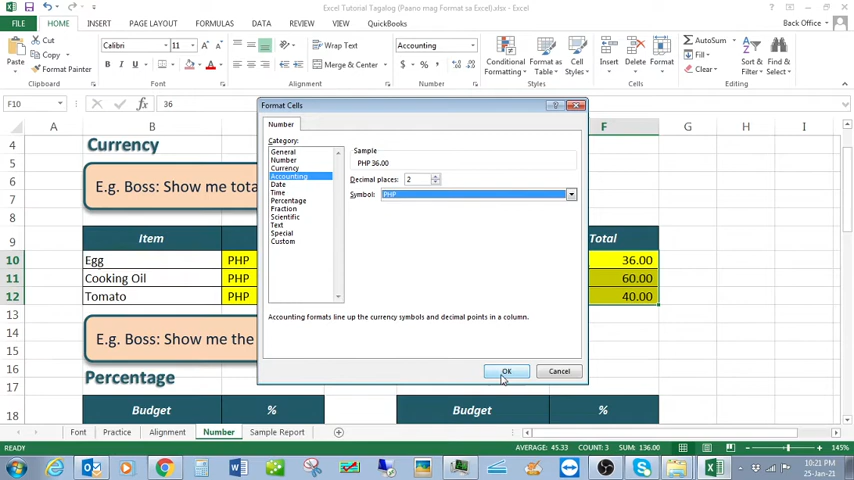 Excel Tutorial Tagalog (Paano mag Format sa Excel).xlsx - Excel
FILE HOME INSERT PAGE LAYOUT FORMULAS DATA REVIEW VIEW QuickBooks Back Office
Cut
Copy
Format Painter
Paste
Clipboard
Calibri 11
B I U
Font
Wrap Text
Merge & Center
Alignment
Accounting
$ % ,
Number
Conditional Formatting
Format as Table
Cell Styles
Styles
Insert Delete Format
Cells
AutoSum
Fill
Clear
Sort & Filter
Find & Select
Editing
F10 fx 36
A B F G H I J
4 Currency
5
6 E.g. Boss: Show me tota
7
8
9 Item Total
10 Egg PHP 36.00
11 Cooking Oil PHP 60.00
12 Tomato PHP 40.00
13
14 E.g. Boss: Show me the
15
16
17 Percentage
18 Budget % Budget %
Format Cells
Number
Category:
General
Number
Currency
Accounting
Date
Time
Percentage
Fraction
Scientific
Text
Special
Custom
Sample
PHP 36.00
Decimal places: 2
Symbol: PHP
Accounting formats line up the currency symbols and decimal points in a column.
OK Cancel
Font Practice Alignment Number Sample Report
READY AVERAGE: 45.33 COUNT: 3 SUM: 136.00 145%
10:21 PM
25-Jan-21